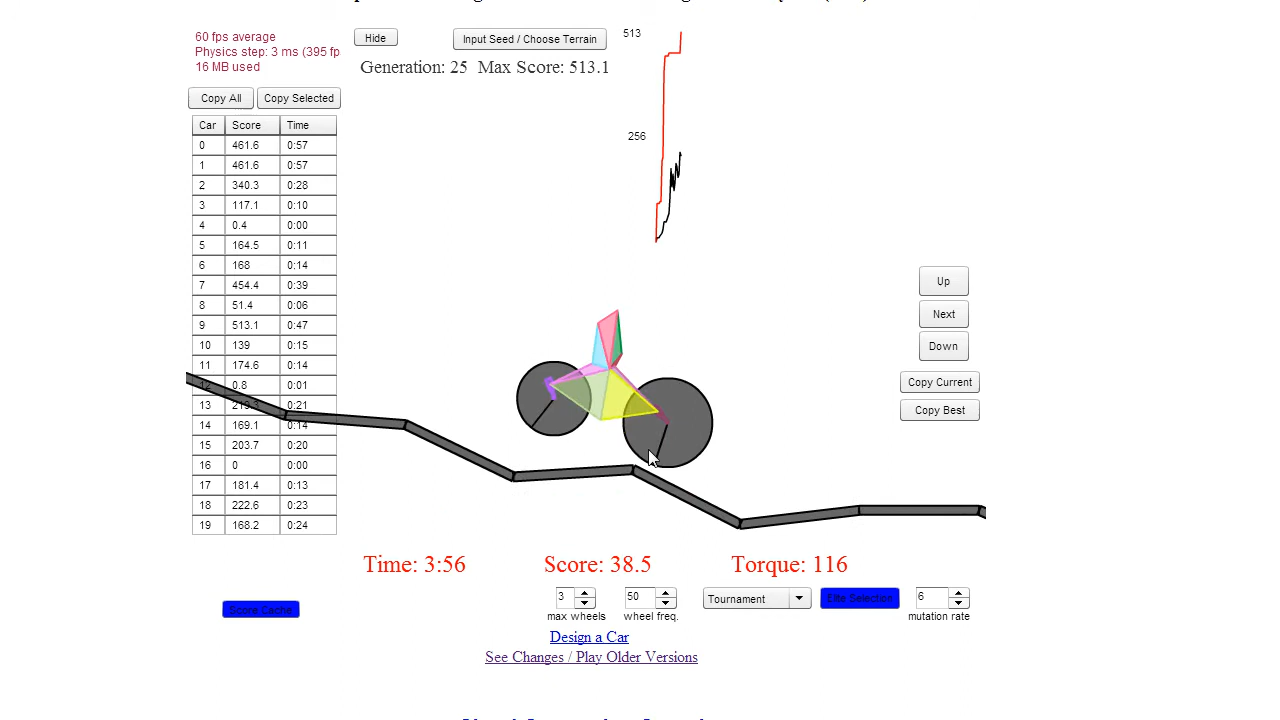 60 fps average
Physics step: 3 ms (395 fp
16 MB used
Hide
Input Seed / Choose Terrain
Generation: 25 Max Score: 513.1
513
256
Copy All
Copy Selected
Car Score Time
0 461.6 0:57
1 461.6 0:57
2 340.3 0:28
3 117.1 0:10
4 0.4 0:00
5 164.5 0:11
6 168 0:14
7 454.4 0:39
8 51.4 0:06
9 513.1 0:47
10 139 0:15
11 174.6 0:14
12 0.8 0:01
13 0:21
14 169.1 0:14
15 203.7 0:20
16 0 0:00
17 181.4 0:13
18 222.6 0:23
19 168.2 0:24
Up
Next
Down
Copy Current
Copy Best
Time: 3:56
Score: 38.5
Torque: 116
Score Cache
3
max wheels
50
wheel freq.
Tournament
Elite Selection
6
mutation rate
Design a Car
See Changes / Play Older Versions